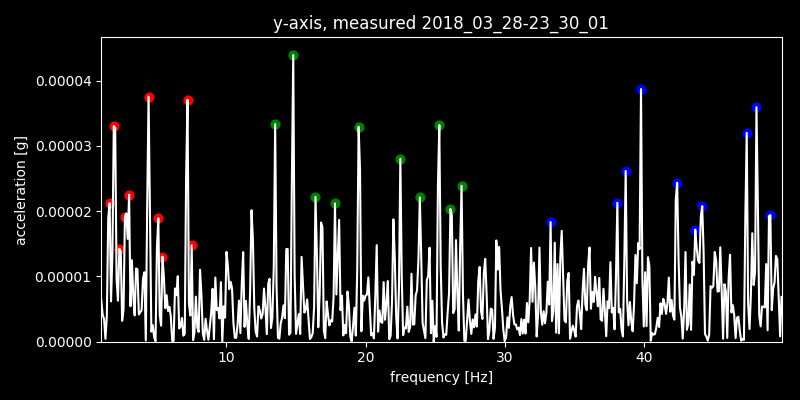 y-axis, measured 2018_03_28-23_30_01
0.00004
0.00003
0.00002
0.00001
0.00000
acceleration [g]
10 20 30 40
frequency [Hz]